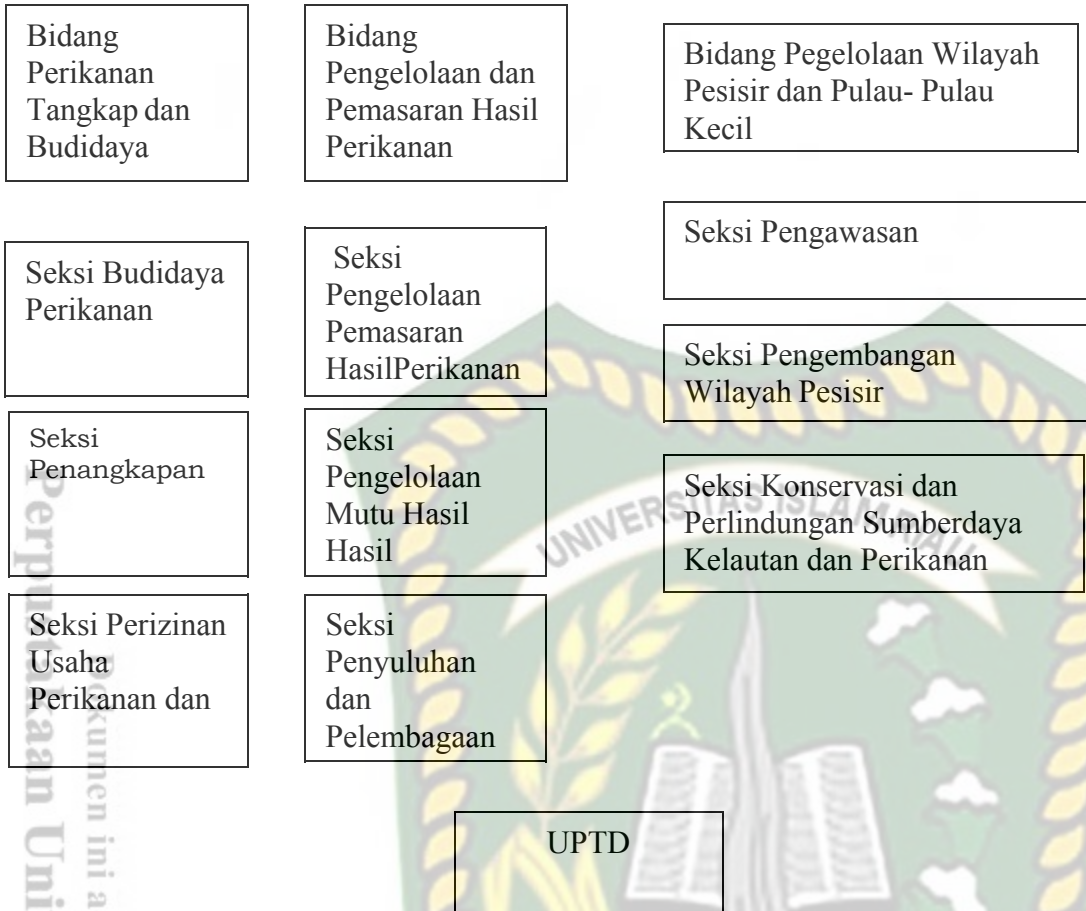 Bidang
Perikanan
Tangkap dan
Budidaya
Bidang
Pengelolaan dan
Pemasaran Hasil
Perikanan
Bidang Pegelolaan Wilayah
Pesisir dan Pulau- Pulau
Kecil
Seksi Budidaya
Perikanan
Seksi
Pengelolaan
Pemasaran
HasilPerikanan
Seksi Pengawasan
Seksi Pengembangan
Wilayah Pesisir
Seksi
Penangkapan
Seksi
Pengelolaan
Mutu Hasil
Hasil
Seksi Konservasi dan
Perlindungan Sumberdaya
Kelautan dan Perikanan
Seksi Perizinan
Usaha
Perikanan dan
Seksi
Penyuluhan
dan
Pelembagaan
UPTD
UNIVERSITAS ISLAM RIAU
Perpustakaan Uni
Dokumen ini a